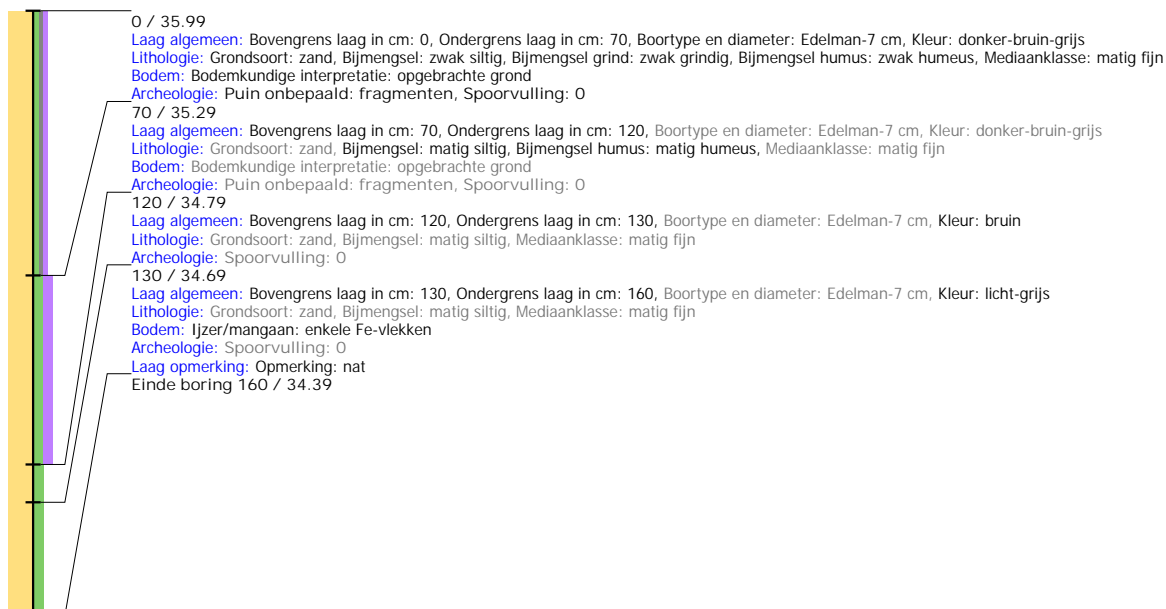 0 / 35.99
Laag algemeen: Bovengrens laag in cm: 0, Ondergrens laag in cm: 70, Boortype en diameter: Edelman-7 cm, Kleur: donker-bruin-grijs
Lithologie: Grondsoort: zand, Bijmengsel: zwak siltig, Bijmengsel grind: zwak grindig, Bijmengsel humus: zwak humeus, Mediaanklasse: matig fijn
Bodem: Bodemkundige interpretatie: opgebrachte grond
Archeologie: Puin onbepaald: fragmenten, Spoorvulling: 0
70 / 35.29
Laag algemeen: Bovengrens laag in cm: 70, Ondergrens laag in cm: 120, Boortype en diameter: Edelman-7 cm, Kleur: donker-bruin-grijs
Lithologie: Grondsoort: zand, Bijmengsel: matig siltig, Bijmengsel humus: matig humeus, Mediaanklasse: matig fijn
Bodem: Bodemkundige interpretatie: opgebrachte grond
Archeologie: Puin onbepaald: fragmenten, Spoorvulling: 0
120 / 34.79
Laag algemeen: Bovengrens laag in cm: 120, Ondergrens laag in cm: 130, Boortype en diameter: Edelman-7 cm, Kleur: bruin
Lithologie: Grondsoort: zand, Bijmengsel: matig siltig, Mediaanklasse: matig fijn
Archeologie: Spoorvulling: 0
130 / 34.69
Laag algemeen: Bovengrens laag in cm: 130, Ondergrens laag in cm: 160, Boortype en diameter: Edelman-7 cm, Kleur: licht-grijs
Lithologie: Grondsoort: zand, Bijmengsel: matig siltig, Mediaanklasse: matig fijn
Bodem: Ijzer/mangaan: enkele Fe-vlekken
Archeologie: Spoorvulling: 0
Laag opmerking: Opmerking: nat
Einde boring 160 / 34.39